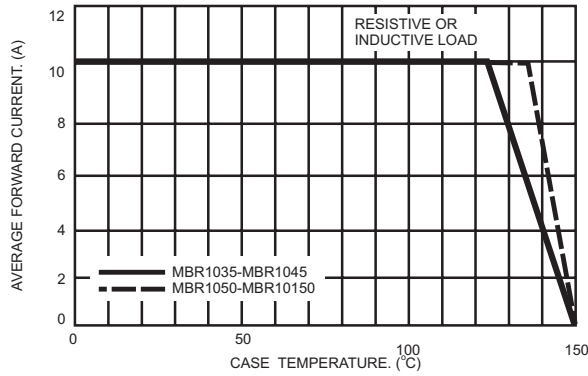 12
RESISTIVE OR
INDUCTIVE LOAD
10
8
6
4
2
0
AVERAGE FORWARD CURRENT. (A)
MBR1035-MBR1045
MBR1050-MBR10150
0
50
100
150
CASE TEMPERATURE. (°C)